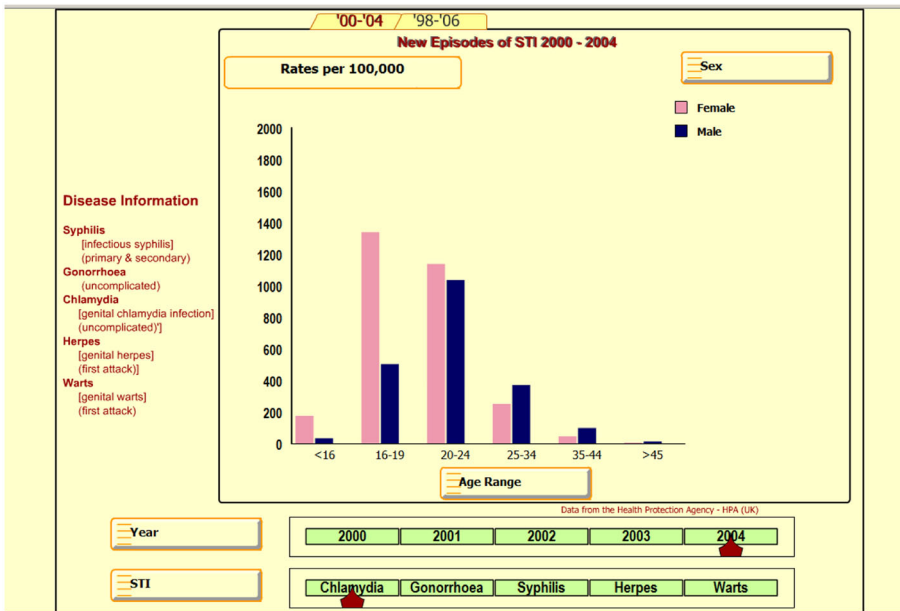 '00-'04
'98-'06
New Episodes of STI 2000 - 2004
Rates per 100,000
Sex
Female
Male
2000
1800
1600
1400
1200
1000
800
600
400
200
0
<16
16-19
20-24
25-34
35-44
>45
Age Range
Disease Information
Syphilis
[infectious syphilis]
(primary & secondary)
Gonorrhoea
(uncomplicated)
Chlamydia
[genital chlamydia infection]
(uncomplicated)']
Herpes
[genital herpes]
(first attack)]
Warts
[genital warts]
(first attack)
Data from the Health Protection Agency - HPA (UK)
Year
2000
2001
2002
2003
2004
STI
Chlamydia
Gonorrhoea
Syphilis
Herpes
Warts